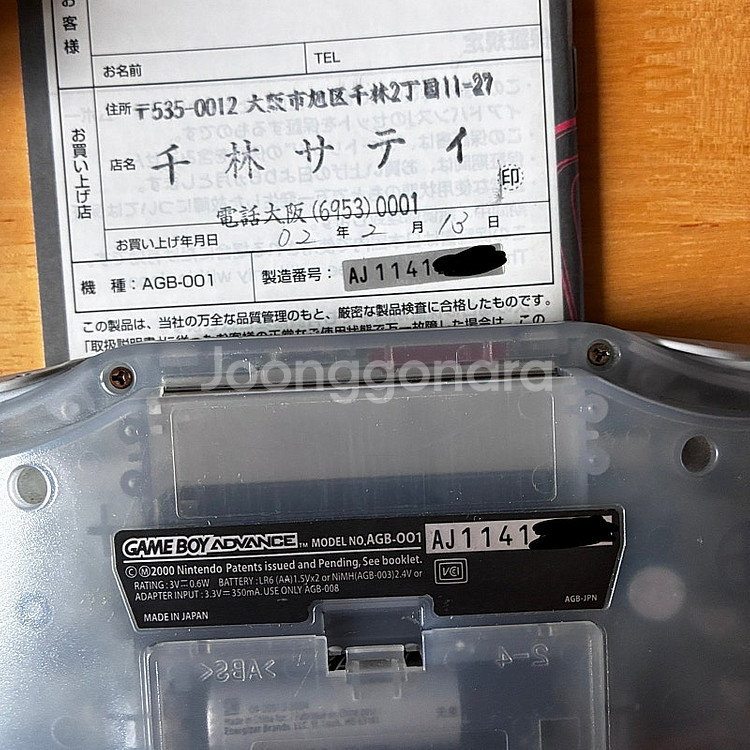 お客様
お名前
TEL
お買い上げ店
住所 〒535-0012 大阪市旭区千林2丁目11-27
店名 千林サティ
印
電話大阪(6953)0001
お買い上げ年月日 02 年 2 月 13 日
機 種：AGB-001
製造番号：AJ1141
この製品は、当社の万全な品質管理のもと、厳密な製品検査に合格したものです。
Joonggonara
GAME BOY ADVANCE™ MODEL NO.AGB-001 AJ1141
©Ⓜ2000 Nintendo Patents issued and Pending, See booklet.
RATING : 3V⎓0.6W BATTERY : LR6 (AA)1.5Vx2 or NiMH(AGB-003)2.4V or
ADAPTER INPUT : 3.3V⎓350mA. USE ONLY AGB-008
VCI
MADE IN JAPAN
AGB-JPN
>ABS<
2-4